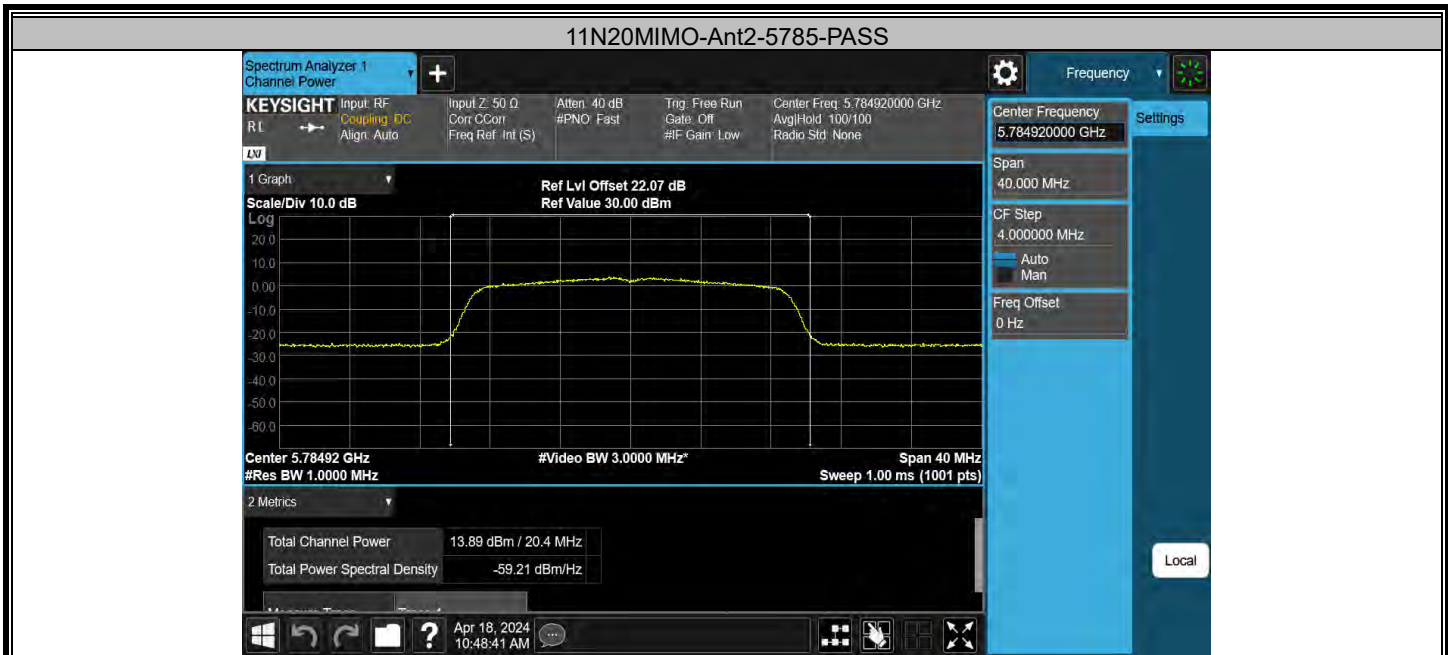 11N20MIMO-Ant2-5785-PASS
Spectrum Analyzer 1
Channel Power
Frequency
KEYSIGHT
RL
LXI
Input: RF
Coupling: DC
Align: Auto
Input Z: 50 Ω
Corr CCorr
Freq Ref: Int (S)
Atten: 40 dB
#PNO: Fast
Trig: Free Run
Gate: Off
#IF Gain: Low
Center Freq: 5.784920000 GHz
Avg|Hold: 100/100
Radio Std: None
Center Frequency
5.784920000 GHz
Settings
Span
40.000 MHz
CF Step
4.000000 MHz
Auto
Man
Freq Offset
0 Hz
1 Graph
Scale/Div 10.0 dB
Ref Lvl Offset 22.07 dB
Ref Value 30.00 dBm
Log
20.0
10.0
0.00
-10.0
-20.0
-30.0
-40.0
-50.0
-60.0
Center 5.78492 GHz
#Video BW 3.0000 MHz*
Span 40 MHz
#Res BW 1.0000 MHz
Sweep 1.00 ms (1001 pts)
2 Metrics
Total Channel Power 13.89 dBm / 20.4 MHz
Total Power Spectral Density -59.21 dBm/Hz
Local
?
Apr 18, 2024
10:48:41 AM